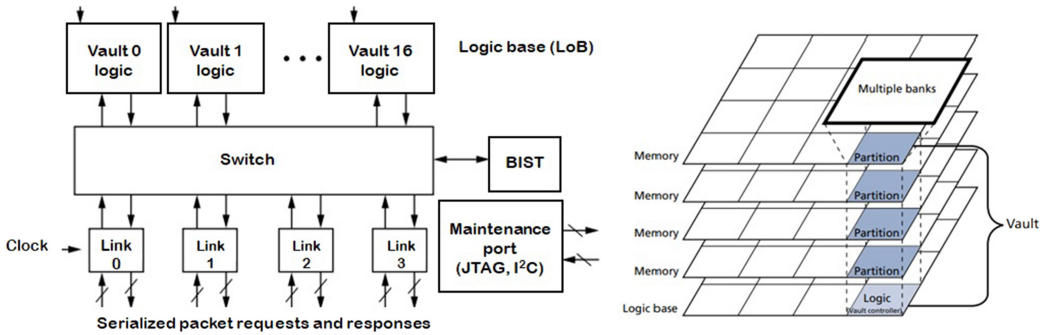 Vault 0
logic
Vault 1
logic
• • •
Vault 16
logic
Logic base (LoB)
Switch
BIST
Clock
Link
0
Link
1
Link
2
Link
3
Maintenance
port
(JTAG, I²C)
Serialized packet requests and responses
Multiple banks
Memory
Partition
Memory
Partition
Memory
Partition
Memory
Partition
Logic base
Logic
(Vault controller)
Vault